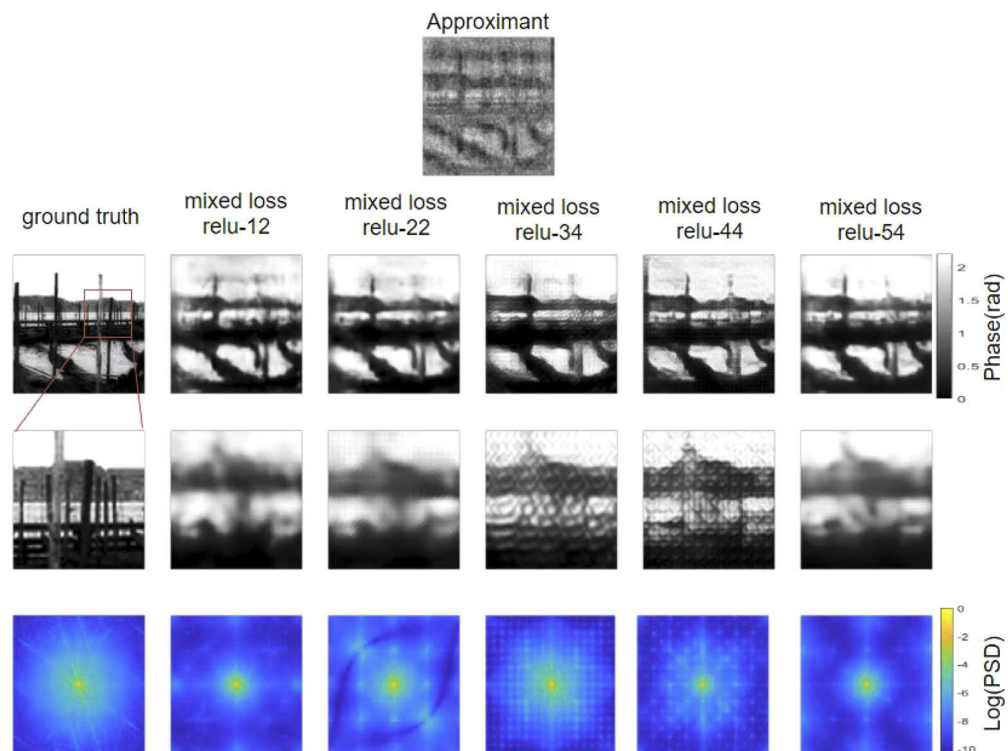 Approximant
ground truth
mixed loss
relu-12
mixed loss
relu-22
mixed loss
relu-34
mixed loss
relu-44
mixed loss
relu-54
2
1.5
1
0.5
0
Phase(rad)
0
-2
-4
-6
-8
-10
Log(PSD)